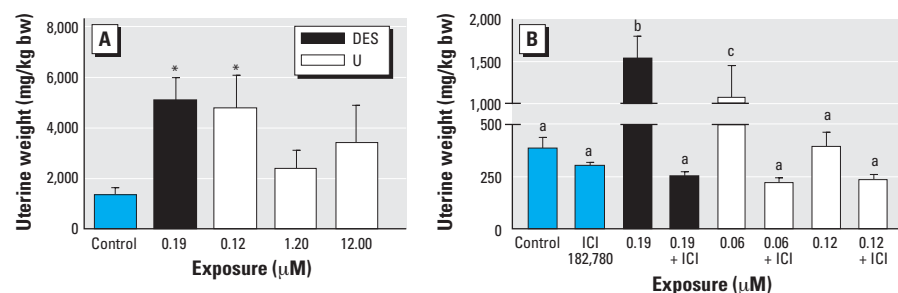 A
Uterine weight (mg/kg bw)
8,000
6,000
4,000
2,000
0
DES
U
*
*
Control
0.19
0.12
1.20
12.00
Exposure (µM)
B
Uterine weight (mg/kg bw)
2,000
1,500
1,000
500
250
0
a
a
b
a
c
a
a
a
Control
ICI
182,780
0.19
0.19
+ ICI
0.06
0.06
+ ICI
0.12
0.12
+ ICI
Exposure (µM)